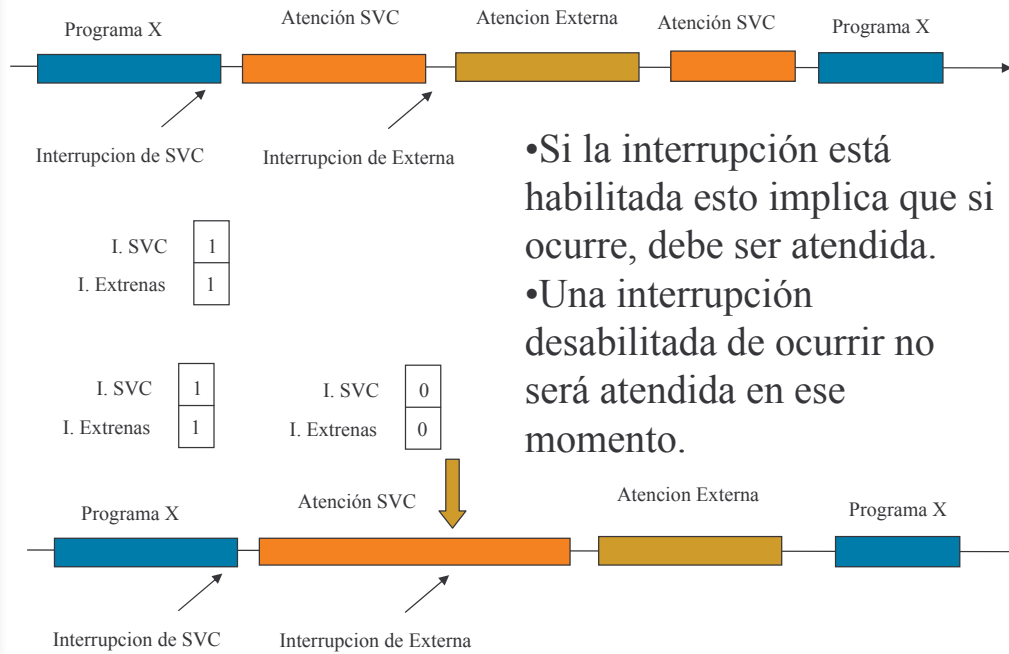 Programa X
Atención SVC
Atencion Externa
Atención SVC
Programa X
Interrupcion de SVC
Interrupcion de Externa
•Si la interrupción está
habilitada esto implica que si
ocurre, debe ser atendida.
•Una interrupción
desabilitada de ocurrir no
será atendida en ese
momento.
I. SVC 1
I. Extrenas 1
I. SVC 1
I. Extrenas 1
I. SVC 0
I. Extrenas 0
Programa X
Atención SVC
Atencion Externa
Programa X
Interrupcion de SVC
Interrupcion de Externa